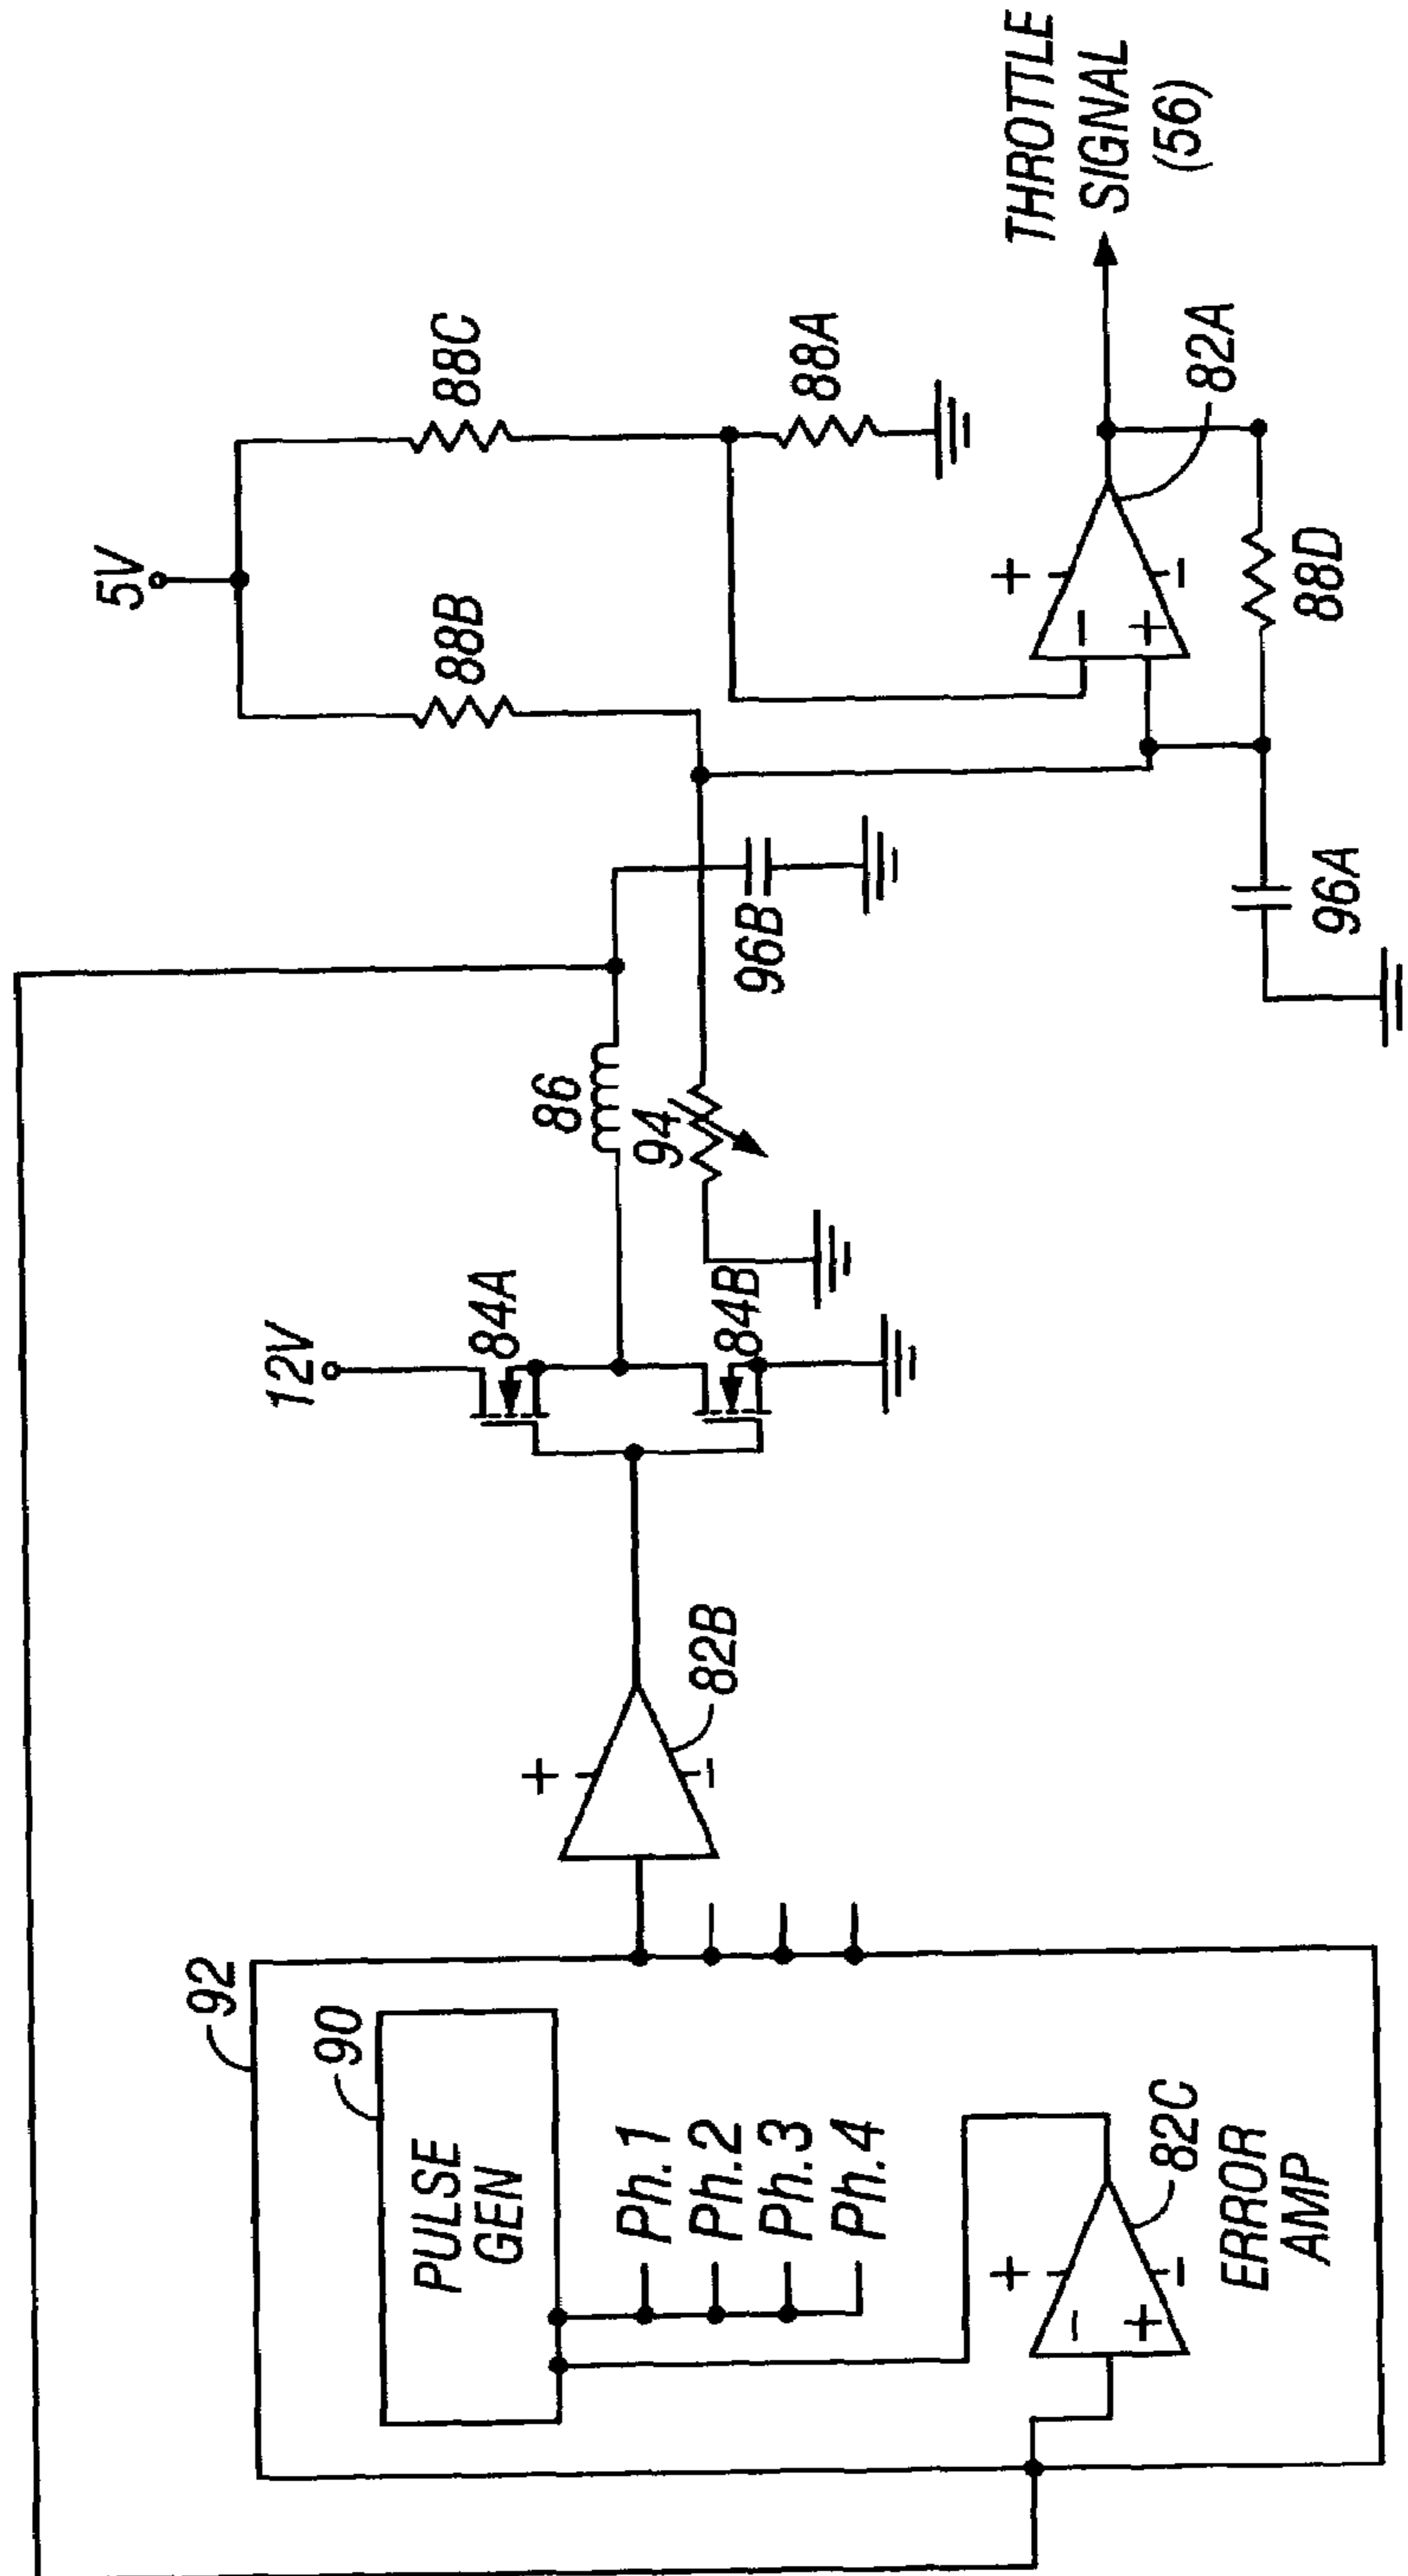 92
90
PULSE
GEN
Ph.1
Ph.2
Ph.3
Ph.4
+
-
-
+
82C
ERROR
AMP
+
-
82B
12V
84A
84B
86
94
96B
5V
88B
88C
88A
+
-
-
+
82A
88D
96A
THROTTLE
SIGNAL
(56)